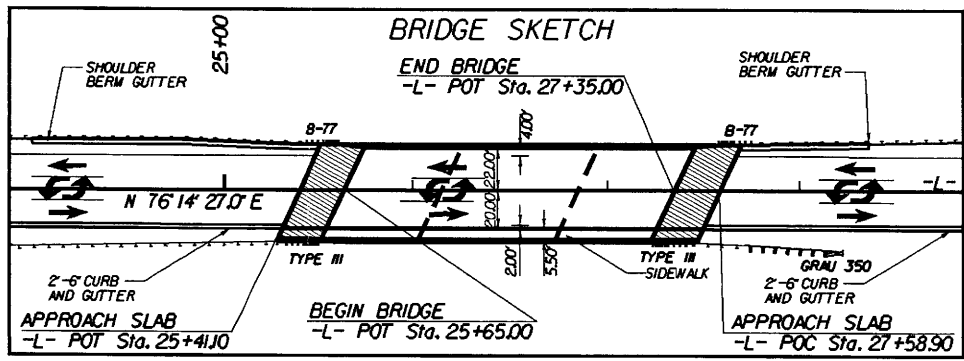 BRIDGE SKETCH
25+00
SHOULDER
BERM GUTTER
END BRIDGE
-L- POT Sta. 27+35.00
SHOULDER
BERM GUTTER
B-77
4.00'
B-77
22.00'
-L-
N 76°14' 27.0" E
20.00'
2.00'
5.50'
TYPE III
TYPE III
SIDEWALK
GRAU 350
2'-6" CURB
AND GUTTER
2'-6" CURB
AND GUTTER
APPROACH SLAB
-L- POT Sta. 25+41.10
BEGIN BRIDGE
-L- POT Sta. 25+65.00
APPROACH SLAB
-L- POC Sta. 27+58.90